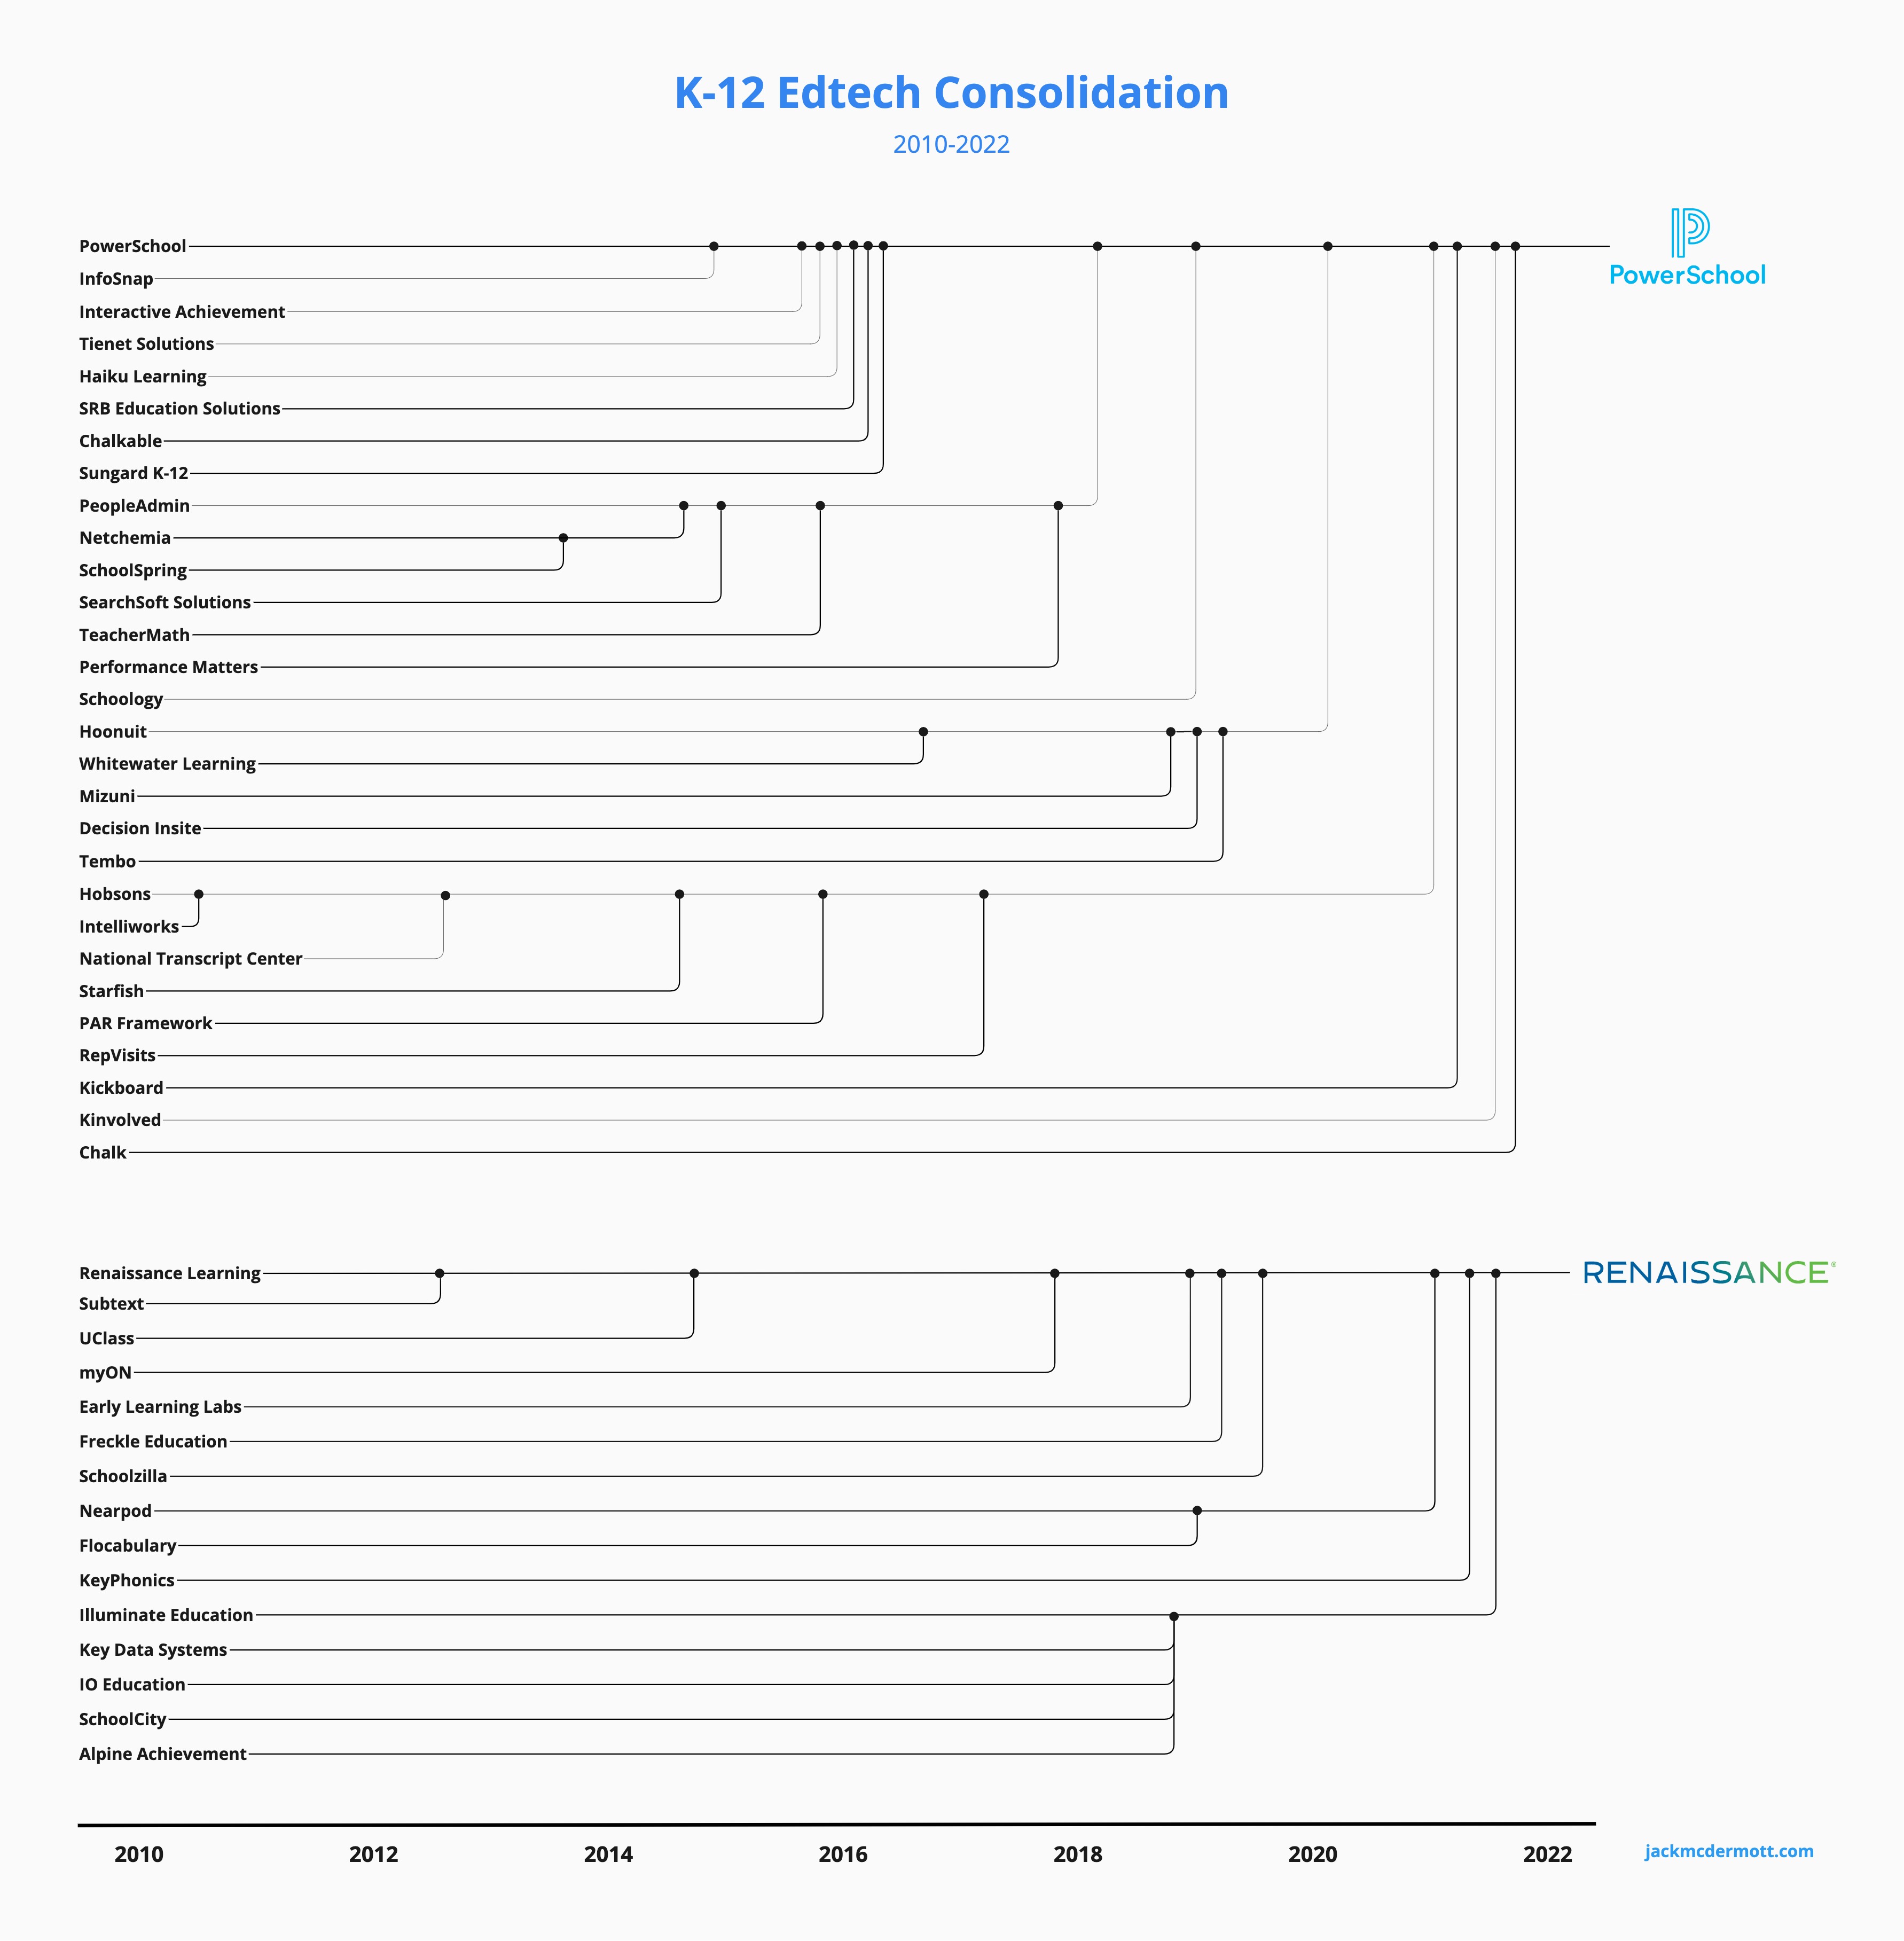 K-12 Edtech Consolidation
2010-2022
PowerSchool
PowerSchool
InfoSnap
Interactive Achievement
Tienet Solutions
Haiku Learning
SRB Education Solutions
Chalkable
Sungard K-12
PeopleAdmin
Netchemia
SchoolSpring
SearchSoft Solutions
TeacherMath
Performance Matters
Schoology
Hoonuit
Whitewater Learning
Mizuni
Decision Insite
Tembo
Hobsons
Intelliworks
National Transcript Center
Starfish
PAR Framework
RepVisits
Kickboard
Kinvolved
Chalk
Renaissance Learning
RENAISSANCE®
Subtext
UClass
myON
Early Learning Labs
Freckle Education
Schoolzilla
Nearpod
Flocabulary
KeyPhonics
Illuminate Education
Key Data Systems
IO Education
SchoolCity
Alpine Achievement
2010 2012 2014 2016 2018 2020 2022
jackmcdermott.com